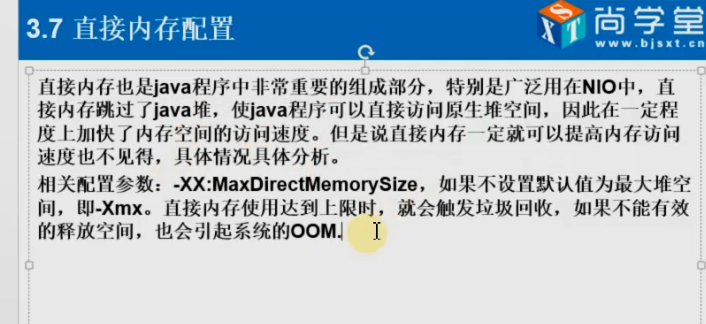 3.7 直接内存配置
SXT 尚学堂
www.bjsxt.cn
直接内存也是java程序中非常重要的组成部分，特别是广泛用在NIO中，直
接内存跳过了java堆，使java程序可以直接访问原生堆空间，因此在一定程
度上加快了内存空间的访问速度。但是说直接内存一定就可以提高内存访问
速度也不见得，具体情况具体分析。
相关配置参数：-XX:MaxDirectMemorySize，如果不设置默认值为最大堆空
间，即-Xmx。直接内存使用达到上限时，就会触发垃圾回收，如果不能有效
的释放空间，也会引起系统的OOM.